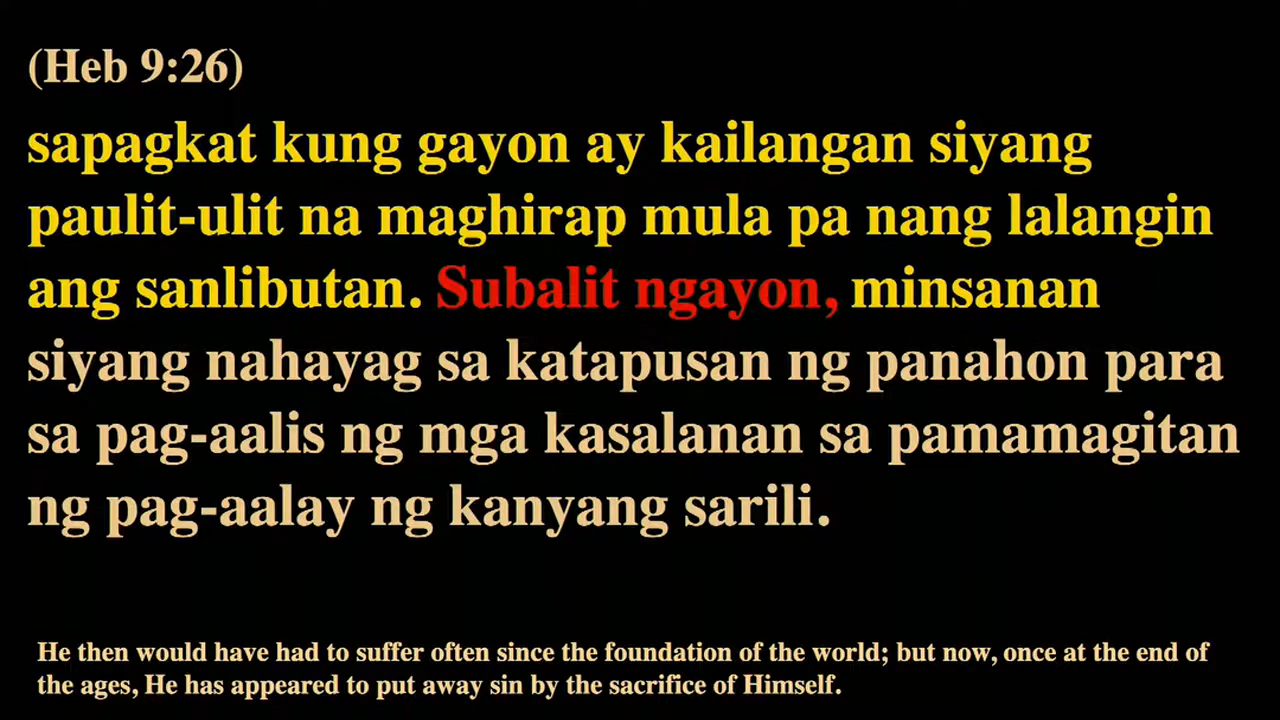 (Heb 9:26)
sapagkat kung gayon ay kailangan siyang
paulit-ulit na maghirap mula pa nang lalangin
ang sanlibutan. Subalit ngayon, minsanan
siyang nahayag sa katapusan ng panahon para
sa pag-aalis ng mga kasalanan sa pamamagitan
ng pag-aalay ng kanyang sarili.
He then would have had to suffer often since the foundation of the world; but now, once at the end of
the ages, He has appeared to put away sin by the sacrifice of Himself.